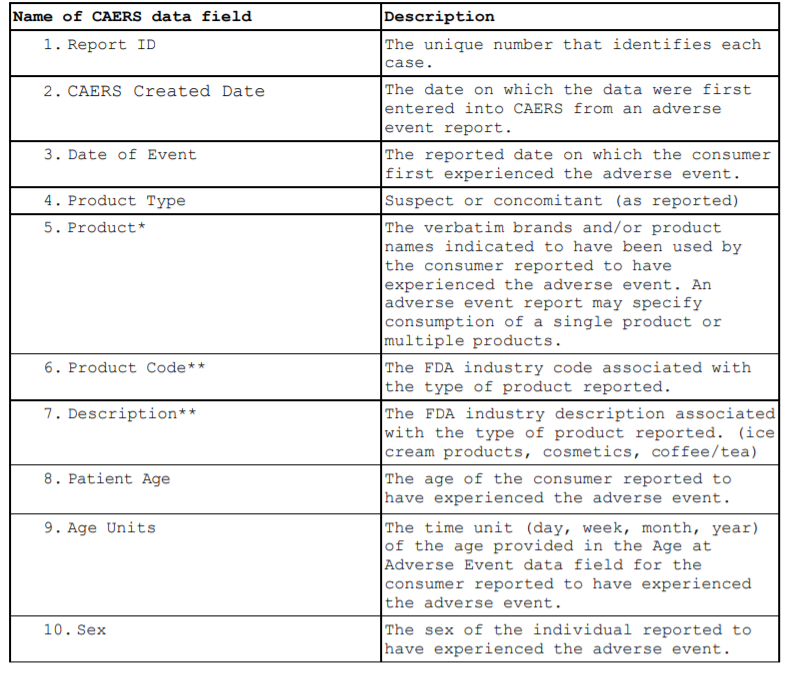 Name of CAERS data field
Description
1. Report ID
The unique number that identifies each
case.
2. CAERS Created Date
The date on which the data were first
entered into CAERS from an adverse
event report.
3. Date of Event
The reported date on which the consumer
first experienced the adverse event.
4. Product Type
Suspect or concomitant (as reported)
5. Product*
The verbatim brands and/or product
names indicated to have been used by
the consumer reported to have
experienced the adverse event. An
adverse event report may specify
consumption of a single product or
multiple products.
6. Product Code**
The FDA industry code associated with
the type of product reported.
7. Description**
The FDA industry description associated
with the type of product reported. (ice
cream products, cosmetics, coffee/tea)
8. Patient Age
The age of the consumer reported to
have experienced the adverse event.
9. Age Units
The time unit (day, week, month, year)
of the age provided in the Age at
Adverse Event data field for the
consumer reported to have experienced
the adverse event.
10. Sex
The sex of the individual reported to
have experienced the adverse event.